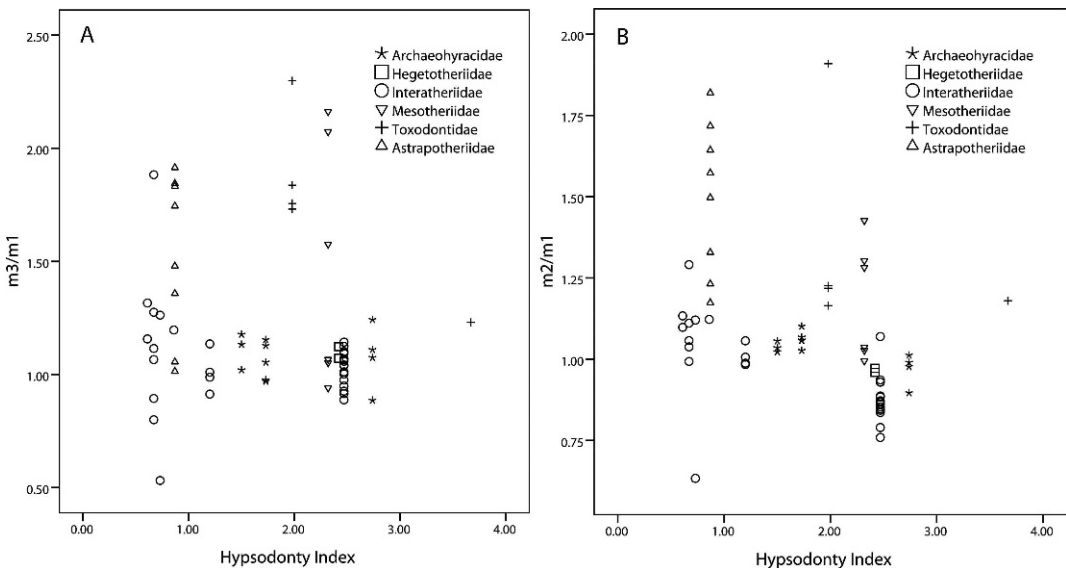 A
2.50
2.00
1.50
1.00
0.50
m3/m1
Archaeohyracidae
Hegetotheriidae
Interatheriidae
Mesotheriidae
Toxodontidae
Astrapotheriidae
0.00 1.00 2.00 3.00 4.00
Hypsodonty Index
B
2.00
1.75
1.50
1.25
1.00
0.75
m2/m1
Archaeohyracidae
Hegetotheriidae
Interatheriidae
Mesotheriidae
Toxodontidae
Astrapotheriidae
0.00 1.00 2.00 3.00 4.00
Hypsodonty Index